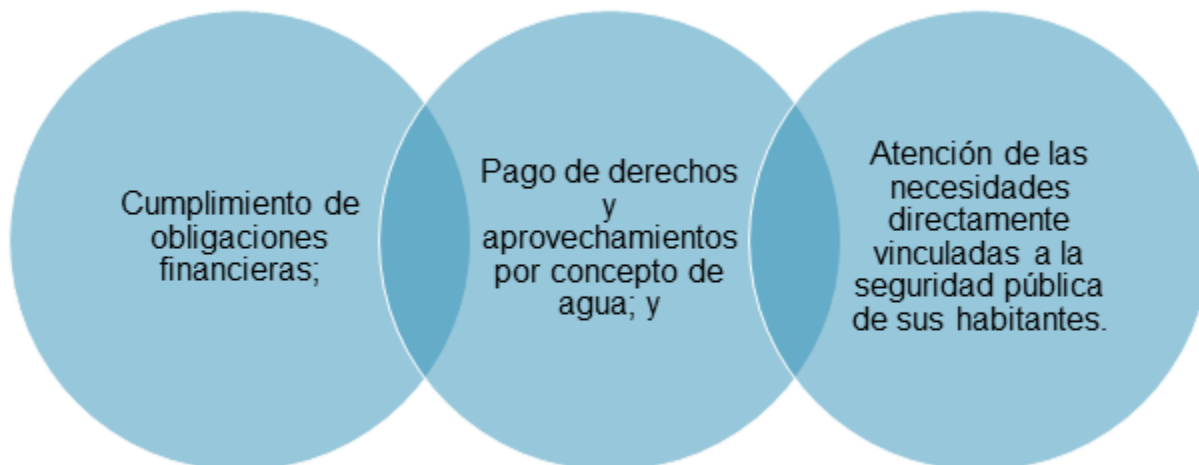 Cumplimiento de
obligaciones
financieras;
Pago de derechos
y
aprovechamientos
por concepto de
agua; y
Atención de las
necesidades
directamente
vinculadas a la
seguridad pública
de sus habitantes.